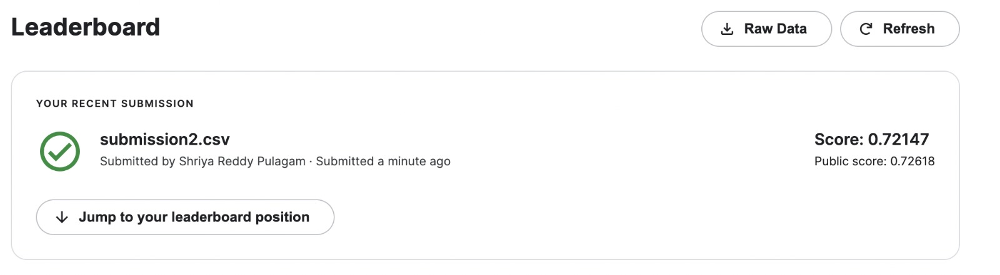 Leaderboard
Raw Data
Refresh
YOUR RECENT SUBMISSION
submission2.csv
Score: 0.72147
Submitted by Shriya Reddy Pulagam · Submitted a minute ago
Public score: 0.72618
Jump to your leaderboard position